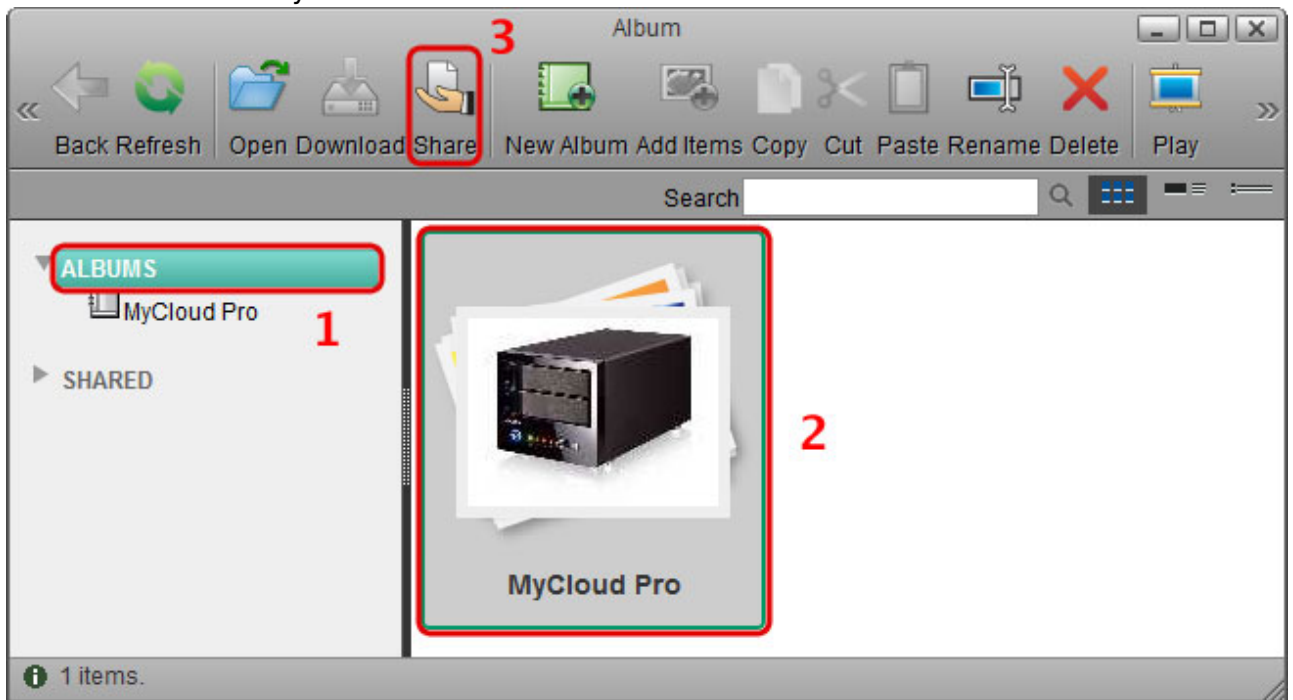 Album
3
« Back Refresh Open Download Share New Album Add Items Copy Cut Paste Rename Delete Play »
Search
ALBUMS
MyCloud Pro
1
SHARED
2
MyCloud Pro
1 items.